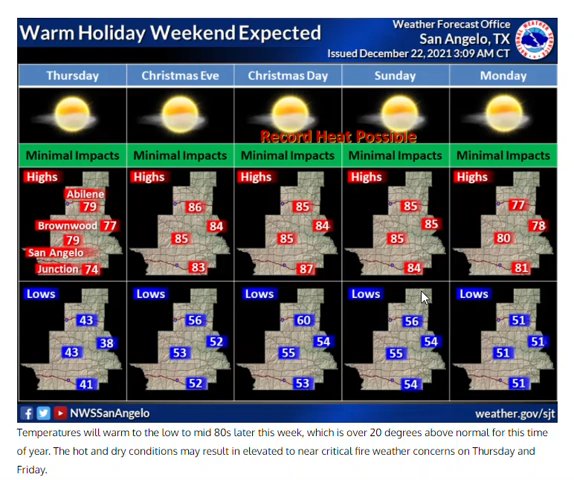 Warm Holiday Weekend Expected
Weather Forecast Office
San Angelo, TX
Issued December 22, 2021 3:09 AM CT
Thursday Christmas Eve Christmas Day Sunday Monday
Record Heat Possible
Minimal Impacts Minimal Impacts Minimal Impacts Minimal Impacts Minimal Impacts
Highs Highs Highs Highs Highs
Abilene
79 86 85 85 77
Brownwood 77 84 84 85 78
79 85 85 85 80
San Angelo
Junction 74 83 87 84 81
Lows Lows Lows Lows Lows
43 56 60 56 51
38 52 54 54 51
43 53 55 55 51
41 52 53 54 51
NWSSanAngelo weather.gov/sjt
Temperatures will warm to the low to mid 80s later this week, which is over 20 degrees above normal for this time
of year. The hot and dry conditions may result in elevated to near critical fire weather concerns on Thursday and
Friday.